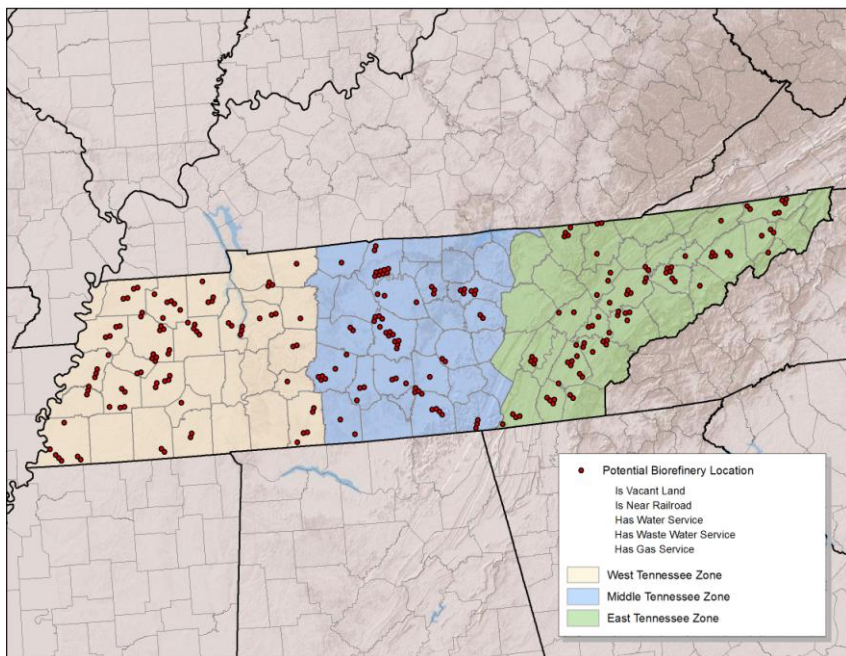 Potential Biorefinery Location
Is Vacant Land
Is Near Railroad
Has Water Service
Has Waste Water Service
Has Gas Service
West Tennessee Zone
Middle Tennessee Zone
East Tennessee Zone